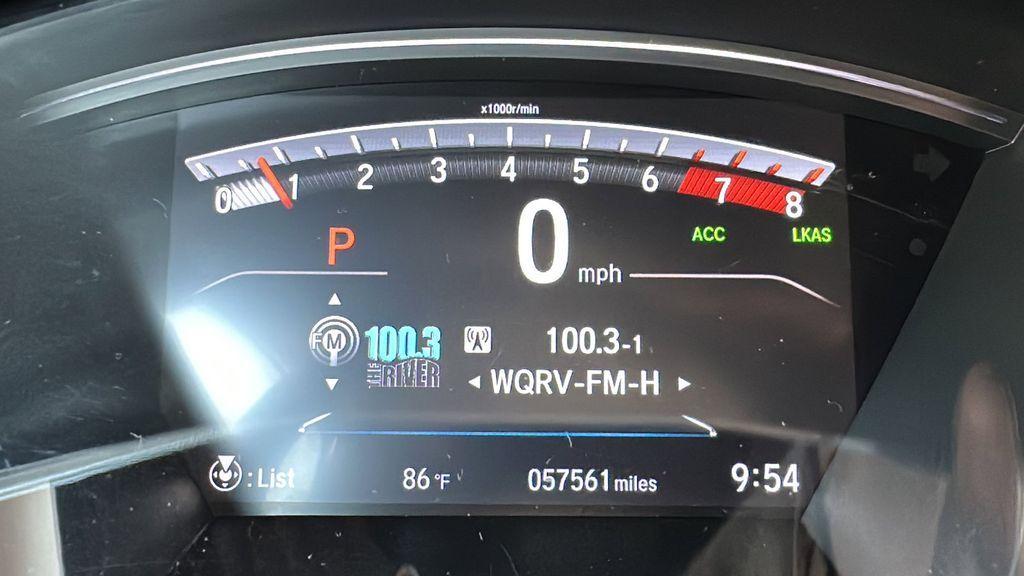 x1000r/min
0 1 2 3 4 5 6 7 8
P
0 mph
ACC LKAS
FM
100.3
THIS RIVER
100.3-1
WQRV-FM-H
: List
86 °F
057561 miles
9:54